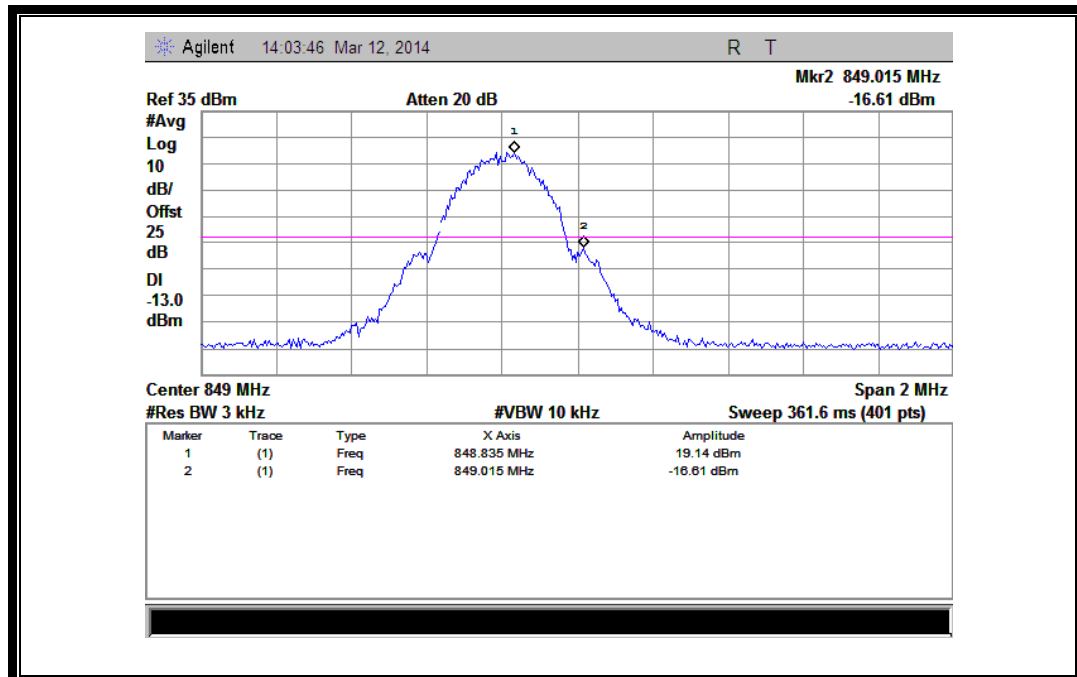 Agilent 14:03:46 Mar 12, 2014 R T
Mkr2 849.015 MHz
Ref 35 dBm Atten 20 dB -16.61 dBm
#Avg
Log
10
dB/
Offst
25
dB
DI
-13.0
dBm
1
2
Center 849 MHz Span 2 MHz
#Res BW 3 kHz #VBW 10 kHz Sweep 361.6 ms (401 pts)
Marker Trace Type X Axis Amplitude
1 (1) Freq 848.835 MHz 19.14 dBm
2 (1) Freq 849.015 MHz -16.61 dBm